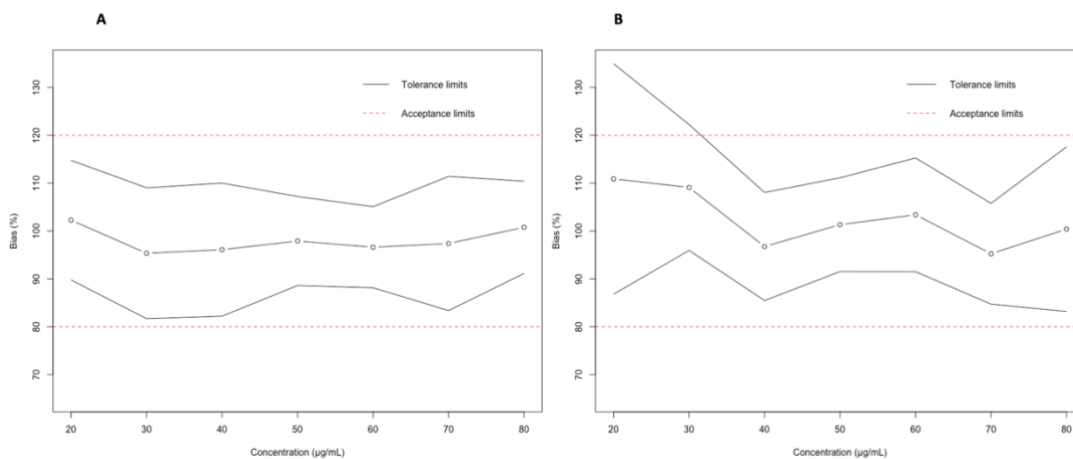 A
Bias (%)
130
120
110
100
90
80
70
Tolerance limits
Acceptance limits
20 30 40 50 60 70 80
Concentration (µg/mL)
B
Bias (%)
130
120
110
100
90
80
70
Tolerance limits
Acceptance limits
20 30 40 50 60 70 80
Concentration (µg/mL)